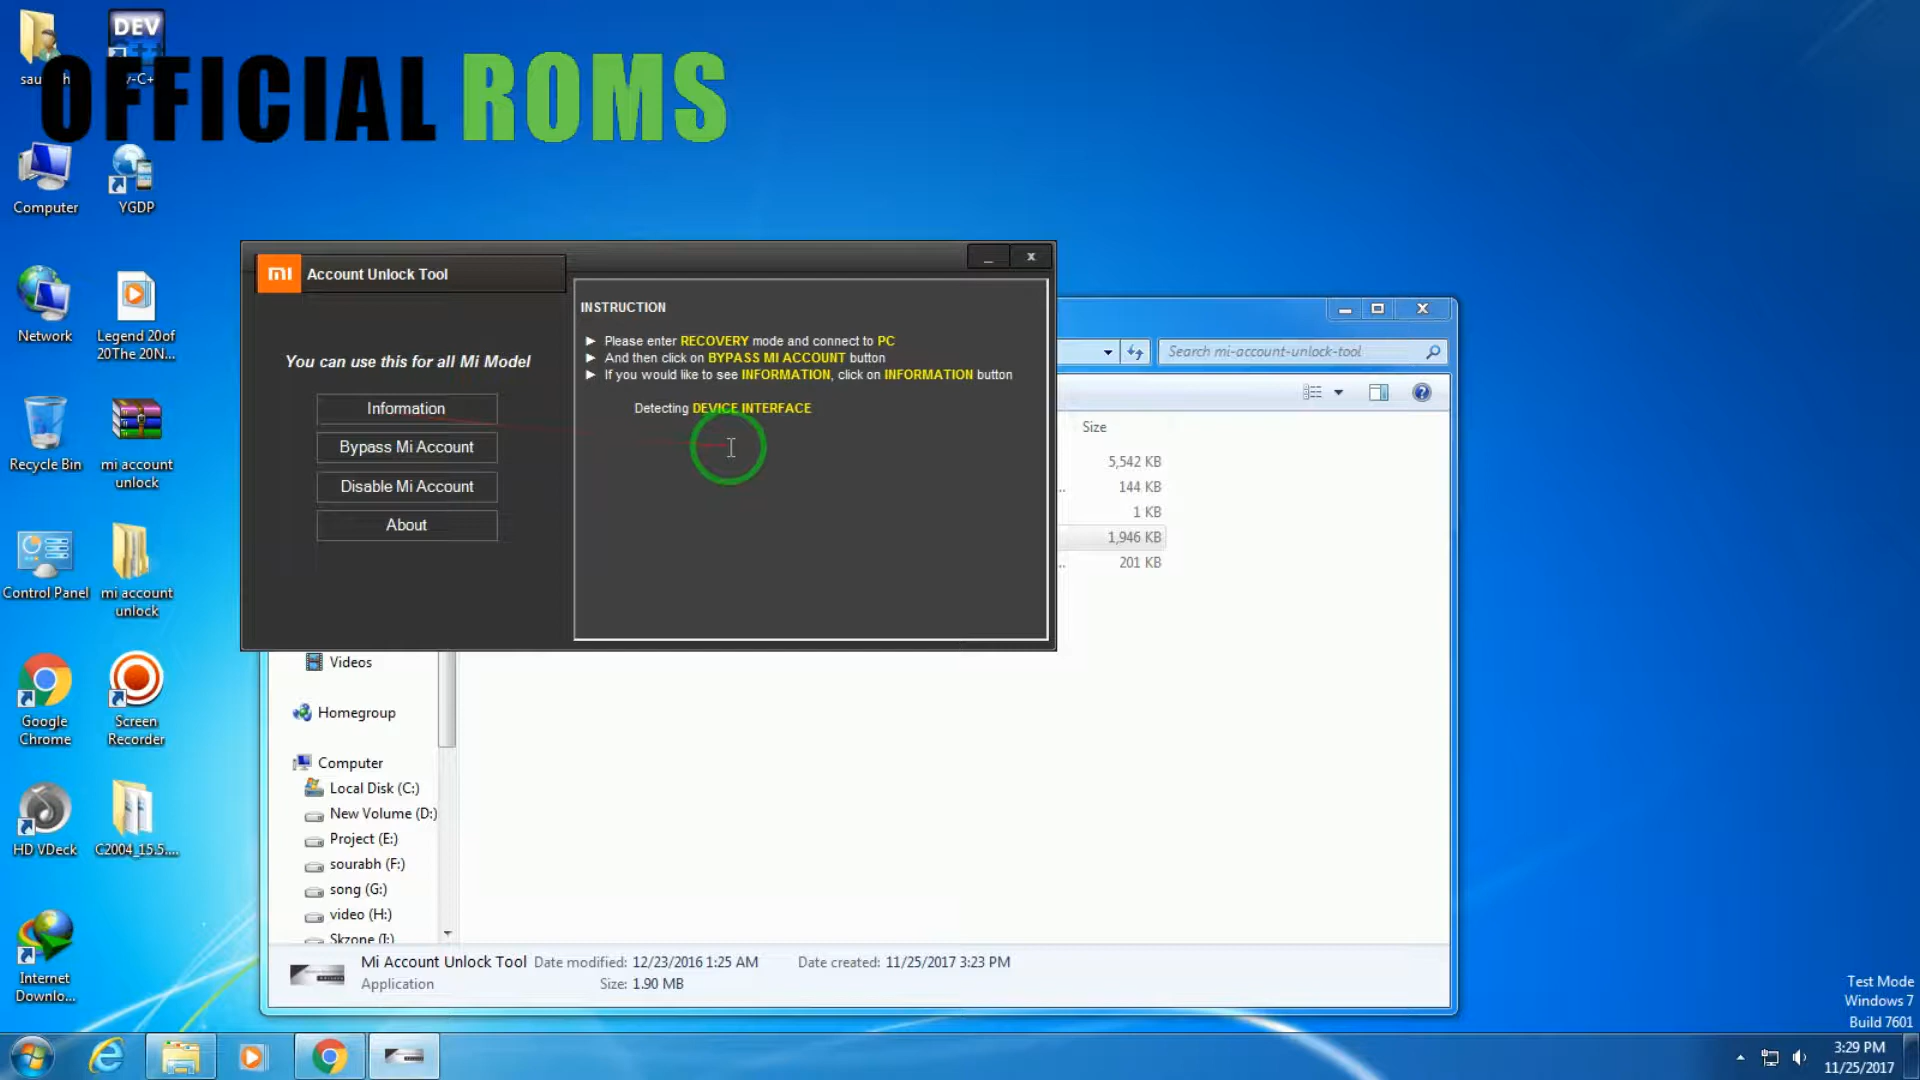 OFFICIAL ROMS
DEV
Computer
YGDP
Network
Legend 20of
20The 20N...
Recycle Bin
mi account
unlock
Control Panel
mi account
unlock
Google
Chrome
Screen
Recorder
HD VDeck
C2004_15.5....
Internet
Downlo...
mi Account Unlock Tool
_
x
You can use this for all Mi Model
Information
Bypass Mi Account
Disable Mi Account
About
INSTRUCTION
► Please enter RECOVERY mode and connect to PC
► And then click on BYPASS MI ACCOUNT button
► If you would like to see INFORMATION, click on INFORMATION button
Detecting DEVICE INTERFACE
Search mi-account-unlock-tool
Size
5,542 KB
144 KB
1 KB
1,946 KB
201 KB
Videos
Homegroup
Computer
Local Disk (C:)
New Volume (D:)
Project (E:)
sourabh (F:)
song (G:)
video (H:)
Skzone (I:)
Mi Account Unlock Tool Date modified: 12/23/2016 1:25 AM Date created: 11/25/2017 3:23 PM
Application Size: 1.90 MB
Test Mode
Windows 7
Build 7601
3:29 PM
11/25/2017